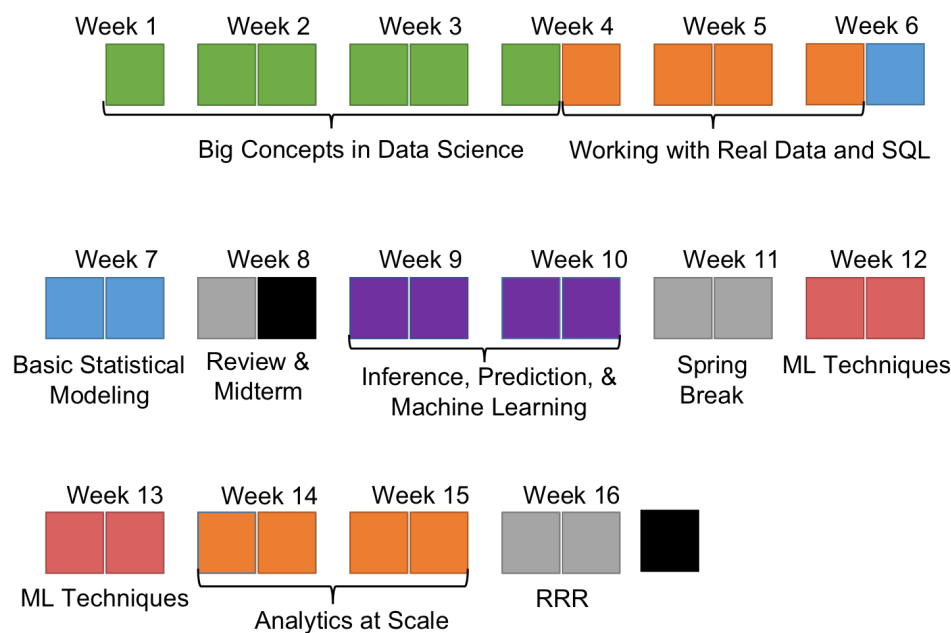 Week 1 Week 2 Week 3 Week 4 Week 5 Week 6
Big Concepts in Data Science
Working with Real Data and SQL
Week 7 Week 8 Week 9 Week 10 Week 11 Week 12
Basic Statistical
Modeling
Review &
Midterm
Inference, Prediction, &
Machine Learning
Spring
Break
ML Techniques
Week 13 Week 14 Week 15 Week 16
ML Techniques
Analytics at Scale
RRR